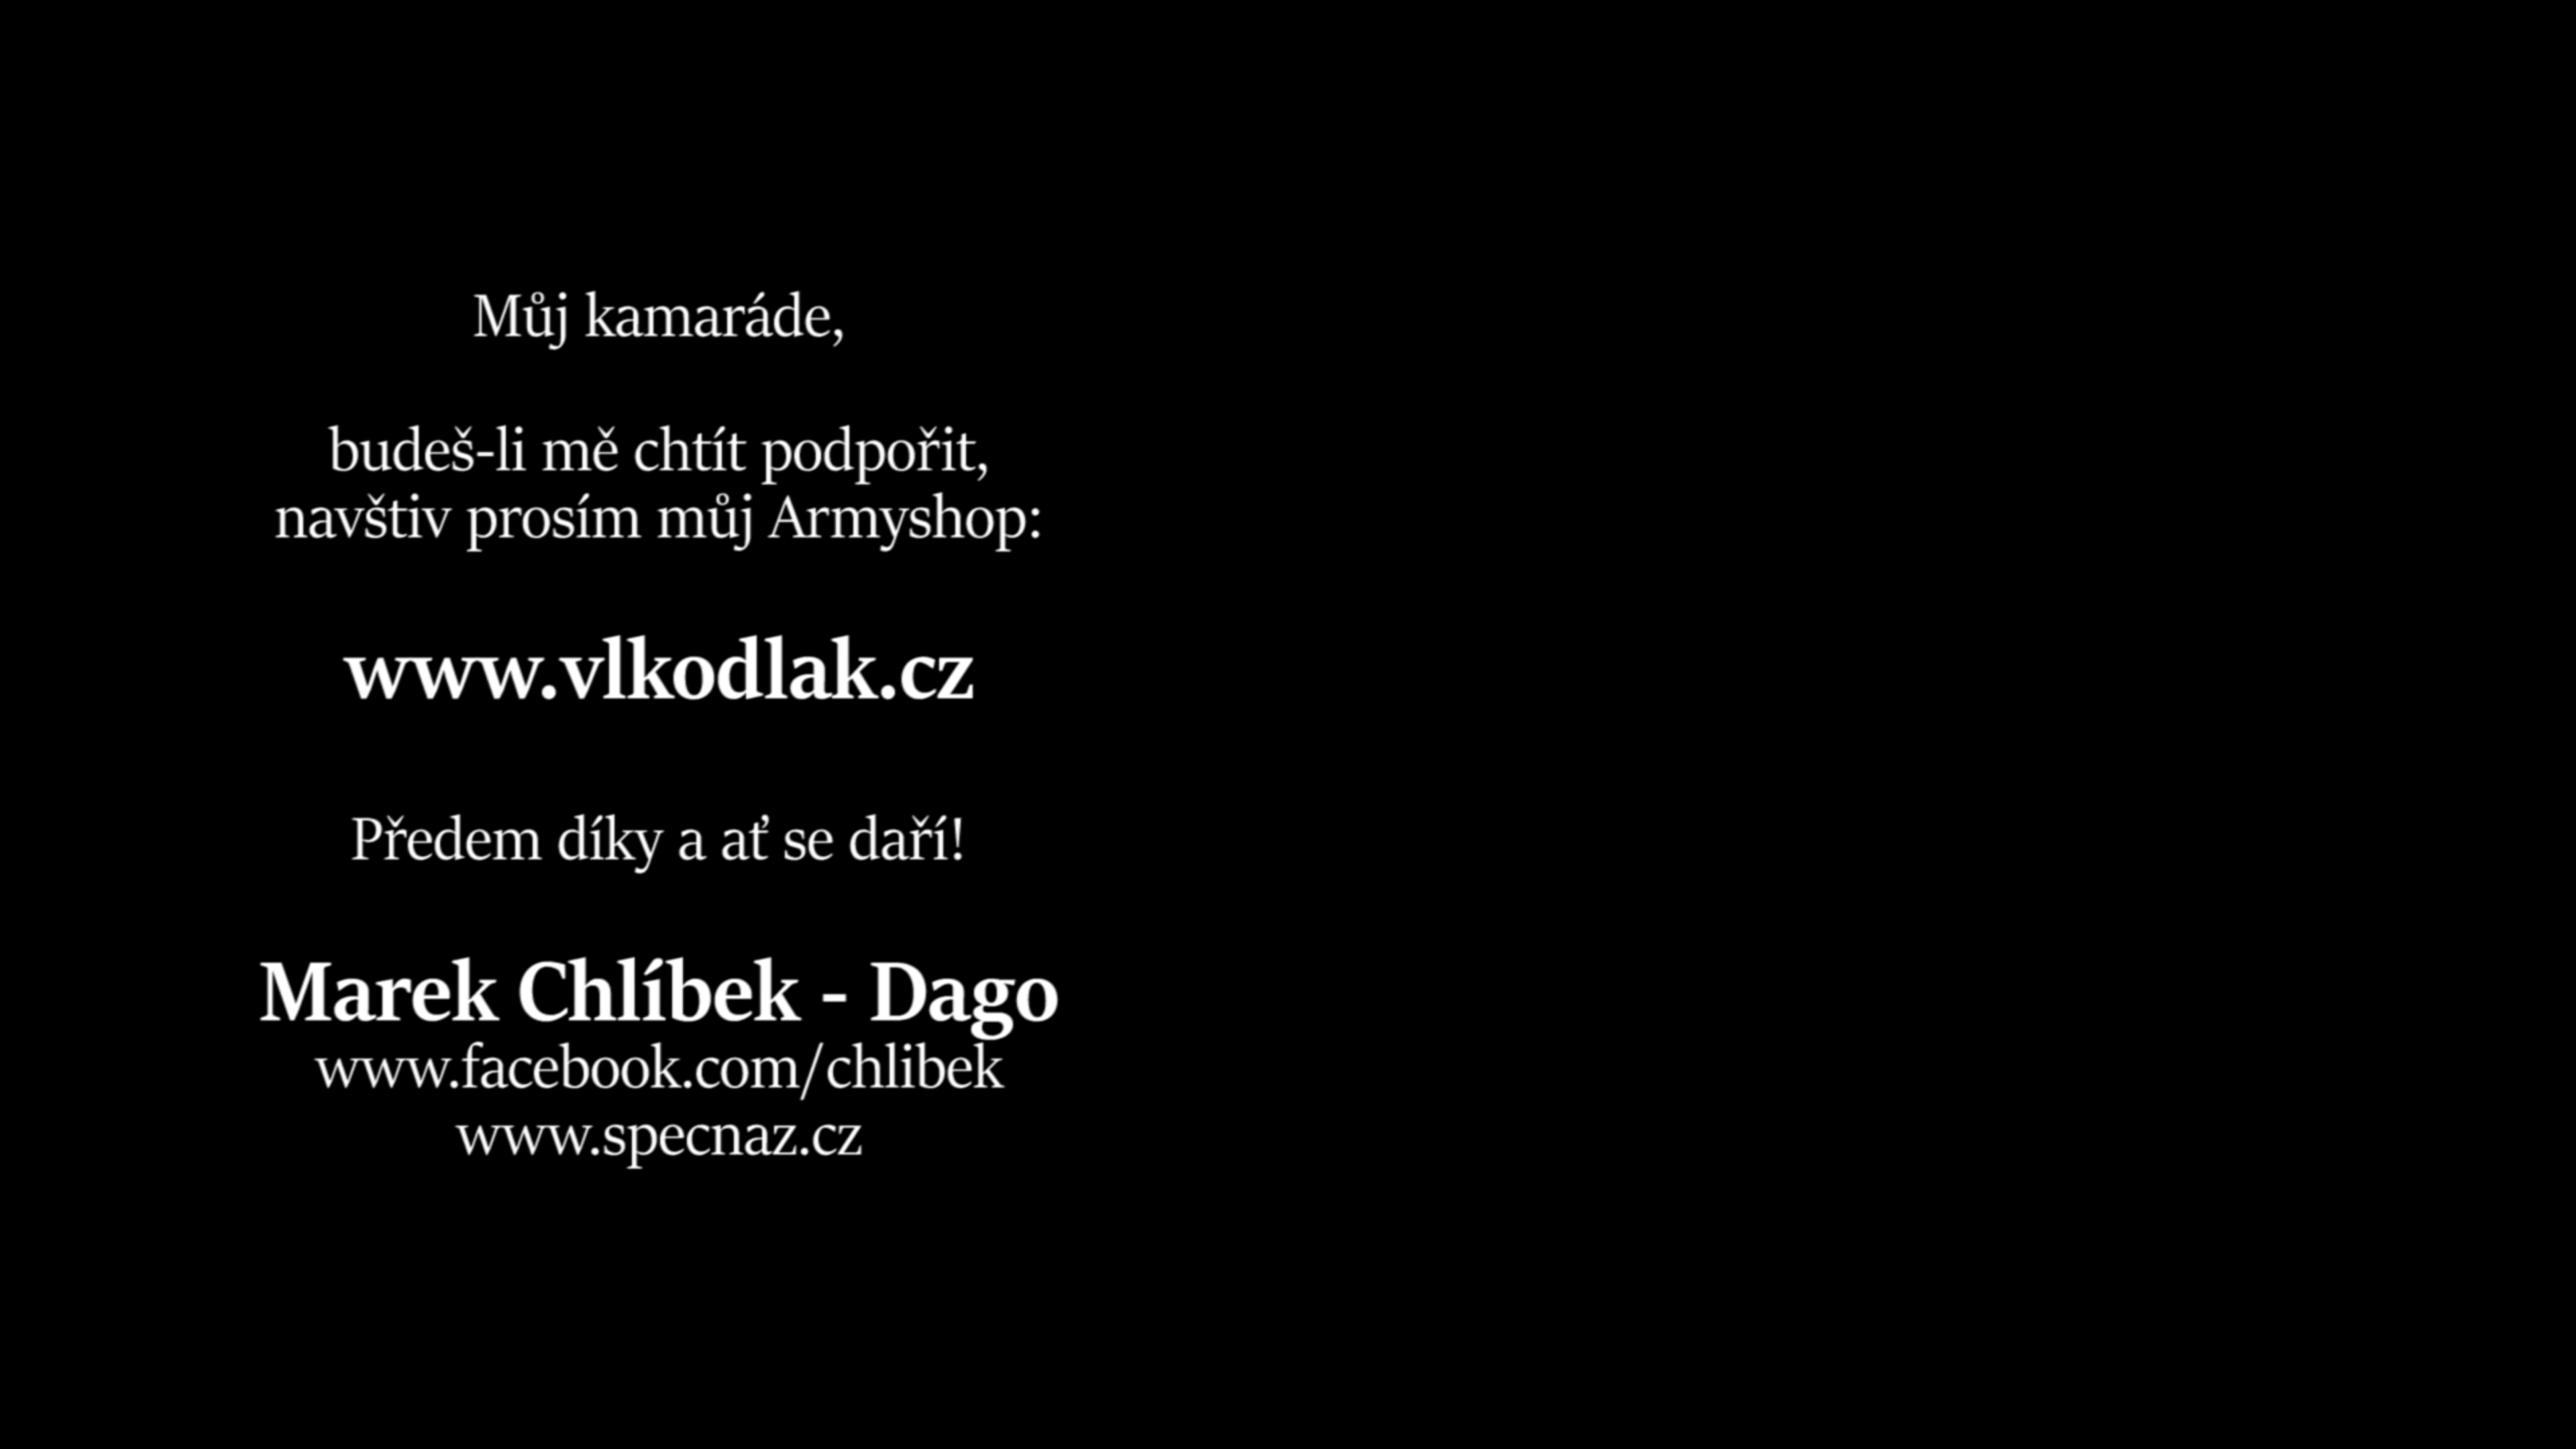 Můj kamaráde,
budeš-li mě chtít podpořit,
navštiv prosím můj Armyshop:
www.vlkodlak.cz
Předem díky a ať se daří!
Marek Chlíbek - Dago
www.facebook.com/chlibek
www.specnaz.cz